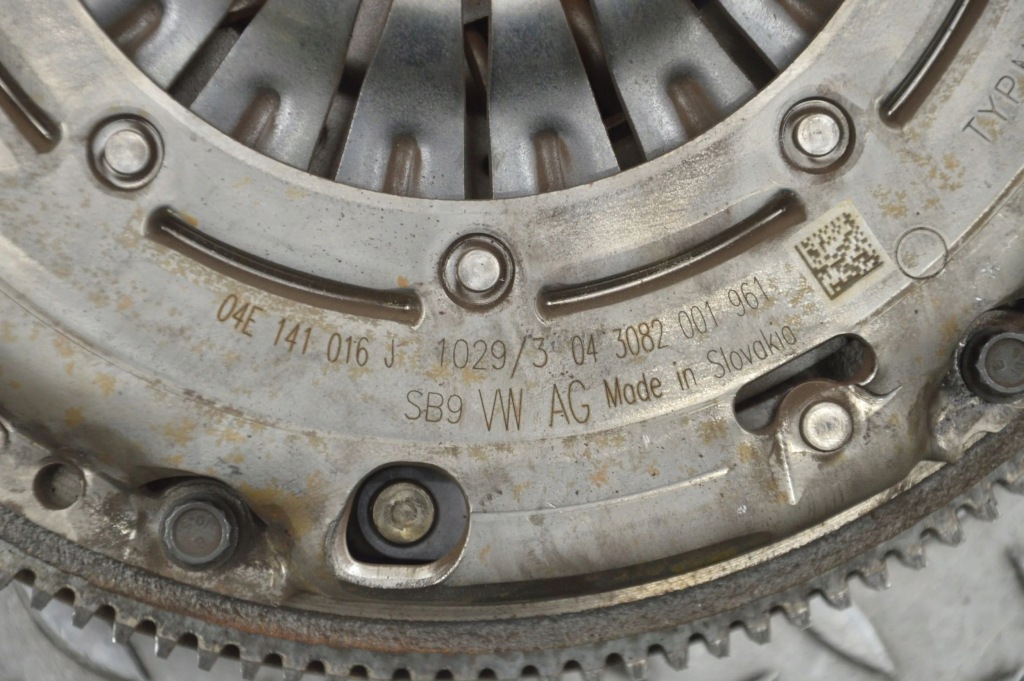 04E 141 016 J 1029/3 04 3082 001 961
SB9 VW AG Made in Slovakia